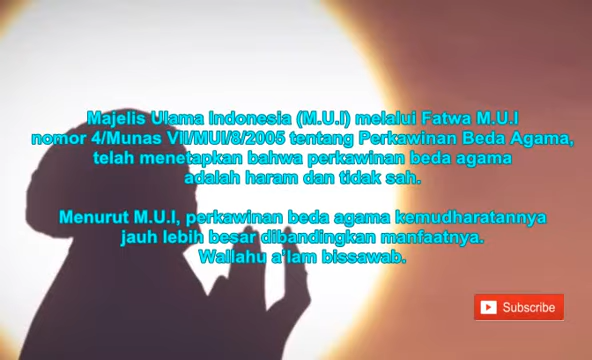 Majelis Ulama Indonesia (M.U.I) melalui Fatwa M.U.I
nomor 4/Munas VII/MUI/8/2005 tentang Perkawinan Beda Agama,
telah menetapkan bahwa perkawinan beda agama
adalah haram dan tidak sah.
Menurut M.U.I, perkawinan beda agama kemudharatannya
jauh lebih besar dibandingkan manfaatnya.
Wallahu a'lam bissawab.
Subscribe